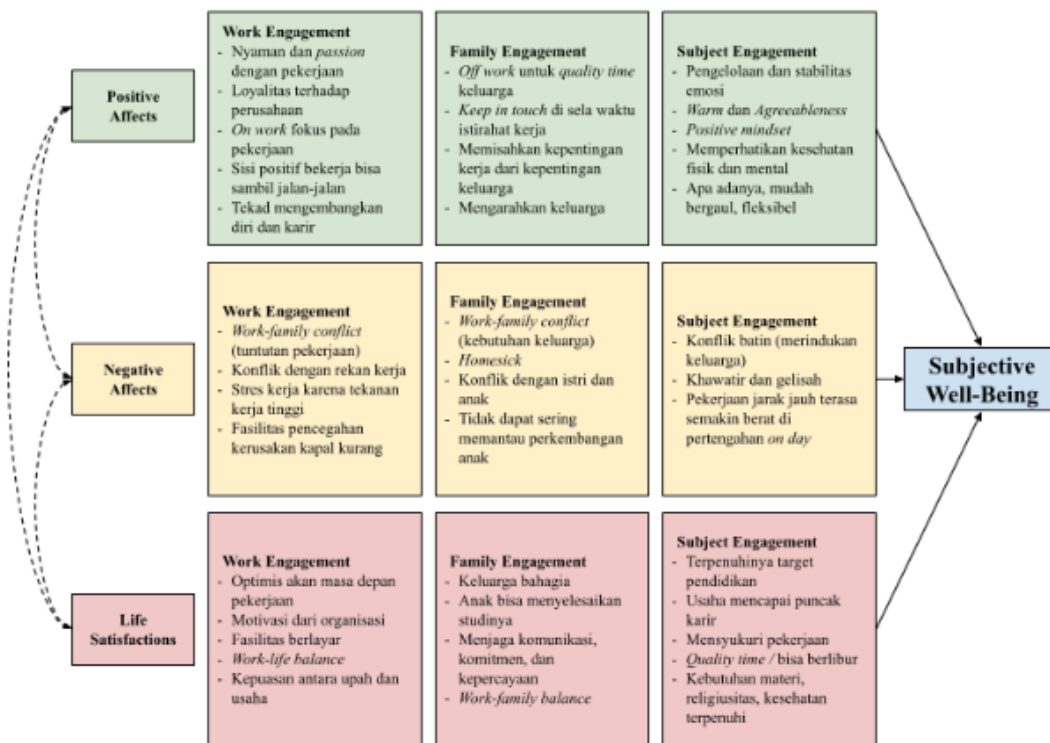 Positive
Affects
Work Engagement
- Nyaman dan passion
dengan pekerjaan
- Loyalitas terhadap
perusahaan
- On work fokus pada
pekerjaan
- Sisi positif bekerja bisa
sambil jalan-jalan
- Tekad mengembangkan
diri dan karir
Family Engagement
- Off work untuk quality time
keluarga
- Keep in touch di sela waktu
istirahat kerja
- Memisahkan kepentingan
kerja dari kepentingan
keluarga
- Mengarahkan keluarga
Subject Engagement
- Pengelolaan dan stabilitas
emosi
- Warm dan Agreeableness
- Positive mindset
- Memperhatikan kesehatan
fisik dan mental
- Apa adanya, mudah
bergaul, fleksibel
Negative
Affects
Work Engagement
- Work-family conflict
(tuntutan pekerjaan)
- Konflik dengan rekan kerja
- Stres kerja karena tekanan
kerja tinggi
- Fasilitas pencegahan
kerusakan kapal kurang
Family Engagement
- Work-family conflict
(kebutuhan keluarga)
- Homesick
- Konflik dengan istri dan
anak
- Tidak dapat sering
memantau perkembangan
anak
Subject Engagement
- Konflik batin (merindukan
keluarga)
- Khawatir dan gelisah
- Pekerjaan jarak jauh terasa
semakin berat di
pertengahan on day
Subjective
Well-Being
Life
Satisfactions
Work Engagement
- Optimis akan masa depan
pekerjaan
- Motivasi dari organisasi
- Fasilitas berlayar
- Work-life balance
- Kepuasan antara upah dan
usaha
Family Engagement
- Keluarga bahagia
- Anak bisa menyelesaikan
studinya
- Menjaga komunikasi,
komitmen, dan
kepercayaan
- Work-family balance
Subject Engagement
- Terpenuhinya target
pendidikan
- Usaha mencapai puncak
karir
- Mensyukuri pekerjaan
- Quality time / bisa berlibur
- Kebutuhan materi,
religiusitas, kesehatan
terpenuhi